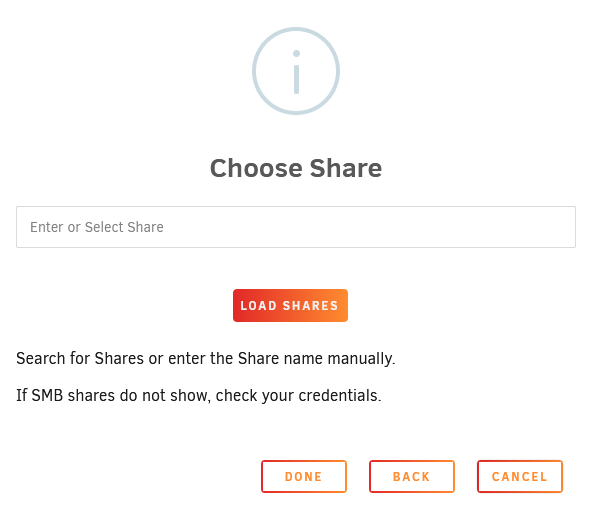 Choose Share
Enter or Select Share
LOAD SHARES
Search for Shares or enter the Share name manually.
If SMB shares do not show, check your credentials.
DONE BACK CANCEL